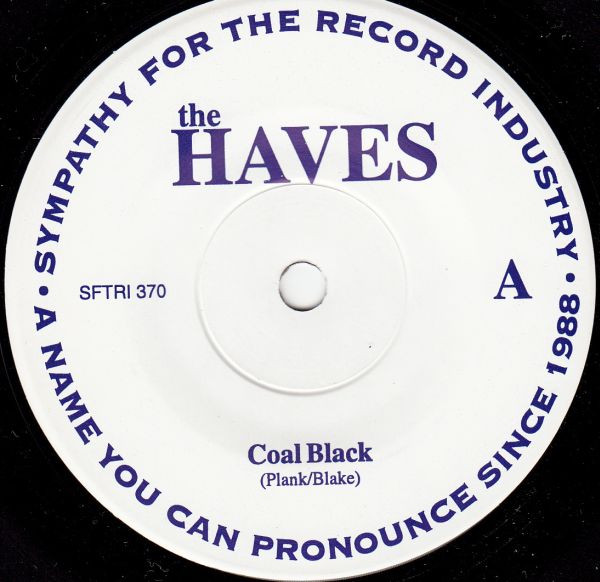 • SYMPATHY FOR THE RECORD INDUSTRY •
the
HAVES
SFTRI 370
A
Coal Black
(Plank/Blake)
A NAME YOU CAN PRONOUNCE SINCE 1988